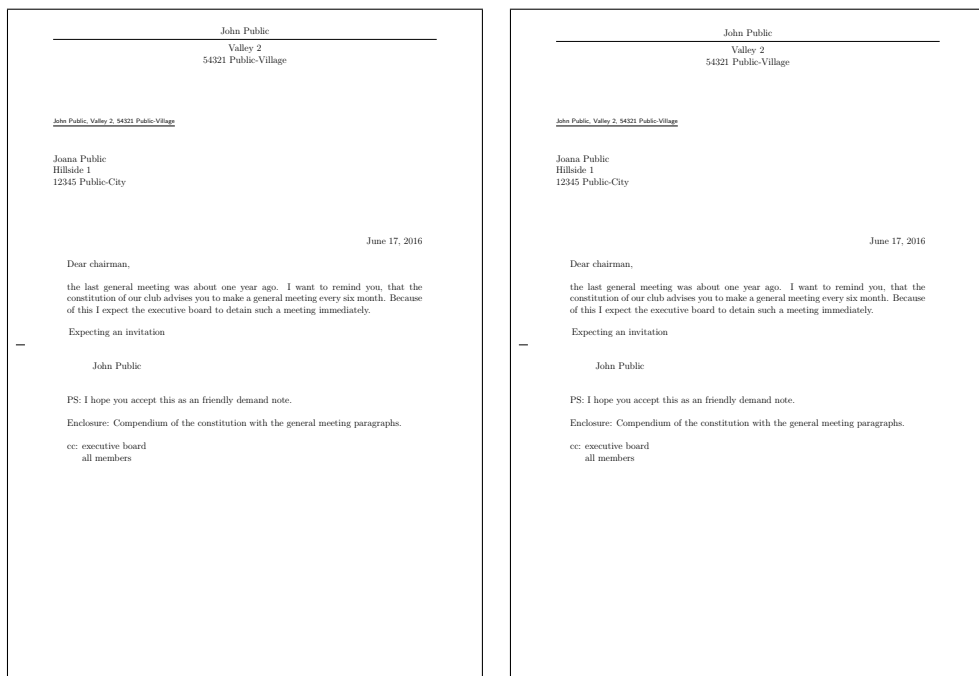 John Public
Valley 2
54321 Public-Village
John Public, Valley 2, 54321 Public-Village
Joana Public
Hillside 1
12345 Public-City
June 17, 2016
Dear chairman,
the last general meeting was about one year ago. I want to remind you, that the
constitution of our club advises you to make a general meeting every six month. Because
of this I expect the executive board to detain such a meeting immediately.
Expecting an invitation
John Public
PS: I hope you accept this as an friendly demand note.
Enclosure: Compendium of the constitution with the general meeting paragraphs.
cc: executive board
all members
John Public
Valley 2
54321 Public-Village
John Public, Valley 2, 54321 Public-Village
Joana Public
Hillside 1
12345 Public-City
June 17, 2016
Dear chairman,
the last general meeting was about one year ago. I want to remind you, that the
constitution of our club advises you to make a general meeting every six month. Because
of this I expect the executive board to detain such a meeting immediately.
Expecting an invitation
John Public
PS: I hope you accept this as an friendly demand note.
Enclosure: Compendium of the constitution with the general meeting paragraphs.
cc: executive board
all members